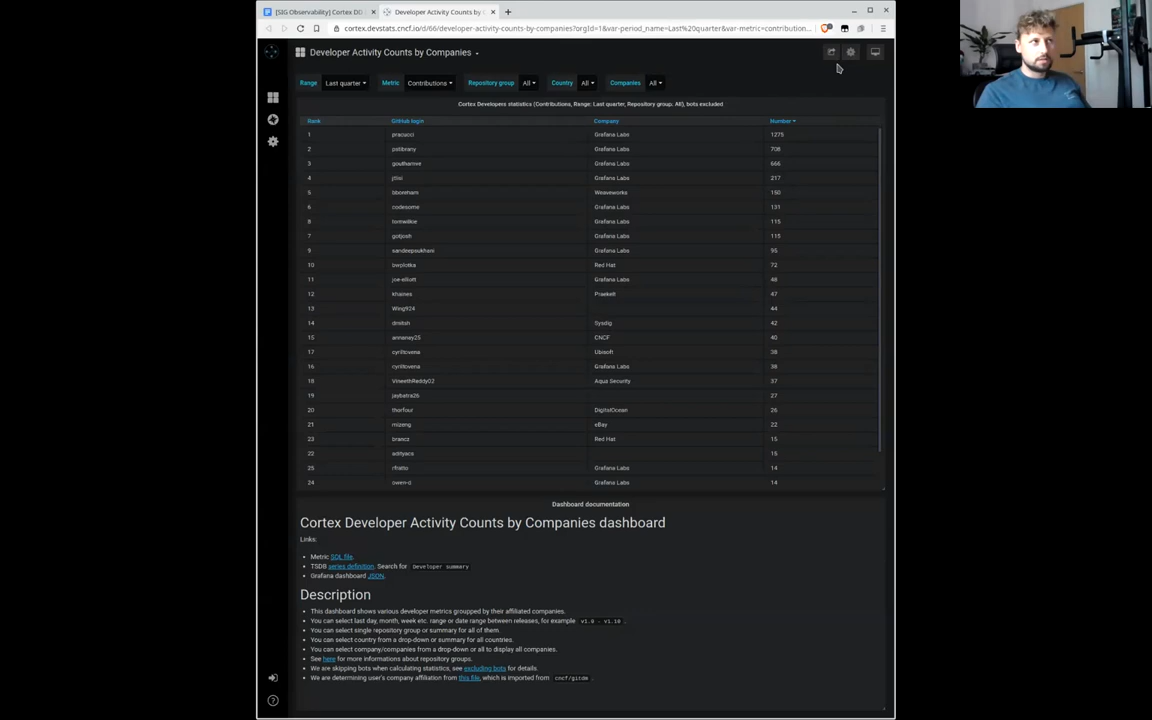 [SIG Observability] Cortex DD
Developer Activity Counts by C
cortex.devstats.cncf.io/d/66/developer-activity-counts-by-companies?orgId=1&var-period_name=Last%20quarter&var-metric=contribution...
Developer Activity Counts by Companies
Range Last quarter Metric Contributions Repository group All Country All Companies All
Cortex Developers statistics (Contributions, Range: Last quarter, Repository group: All), bots excluded
Rank GitHub login Company Number
1 pracucci Grafana Labs 1275
2 pstibrany Grafana Labs 708
3 gouthamve Grafana Labs 666
4 jtlisi Grafana Labs 217
5 bboreham Weaveworks 150
6 codesome Grafana Labs 131
8 tomwilkie Grafana Labs 115
7 gotjosh Grafana Labs 115
9 sandeepsukhani Grafana Labs 95
10 bwplotka Red Hat 72
11 joe-elliott Grafana Labs 48
12 khaines Praekelt 47
13 Wing924 44
14 dmitsh Sysdig 42
15 annanay25 CNCF 40
17 cyriltovena Ubisoft 38
16 cyriltovena Grafana Labs 38
18 VineethReddy02 Aqua Security 37
19 jaybatra26 27
20 thorfour DigitalOcean 26
21 mizeng eBay 22
23 brancz Red Hat 15
22 adityacs 15
25 rfratto Grafana Labs 14
24 owen-d Grafana Labs 14
Dashboard documentation
Cortex Developer Activity Counts by Companies dashboard
Links:
• Metric SQL file.
• TSDB series definition. Search for Developer summary
• Grafana dashboard JSON.
Description
• This dashboard shows various developer metrics groupped by their affiliated companies.
• You can select last day, month, week etc. range or date range between releases, for example v1.0 - v1.10 .
• You can select single repository group or summary for all of them.
• You can select country from a drop-down or summary for all countries.
• You can select company/companies from a drop-down or all to display all companies.
• See here for more informations about repository groups.
• We are skipping bots when calculating statistics, see excluding bots for details.
• We are determining user's company affiliation from this file, which is imported from cncf/gitdm .